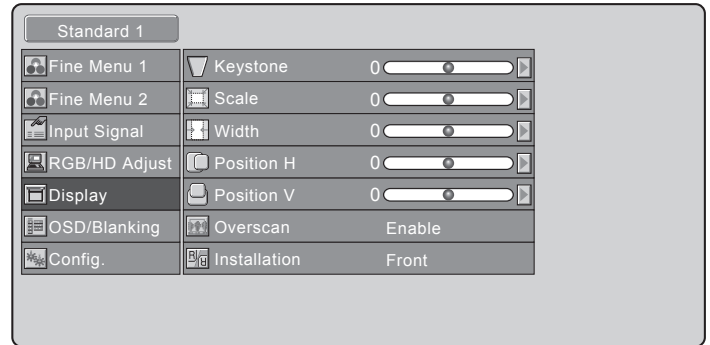 Standard 1
Fine Menu 1
Fine Menu 2
Input Signal
RGB/HD Adjust
Display
OSD/Blanking
Config.
Keystone 0
Scale 0
Width 0
Position H 0
Position V 0
Overscan Enable
Installation Front